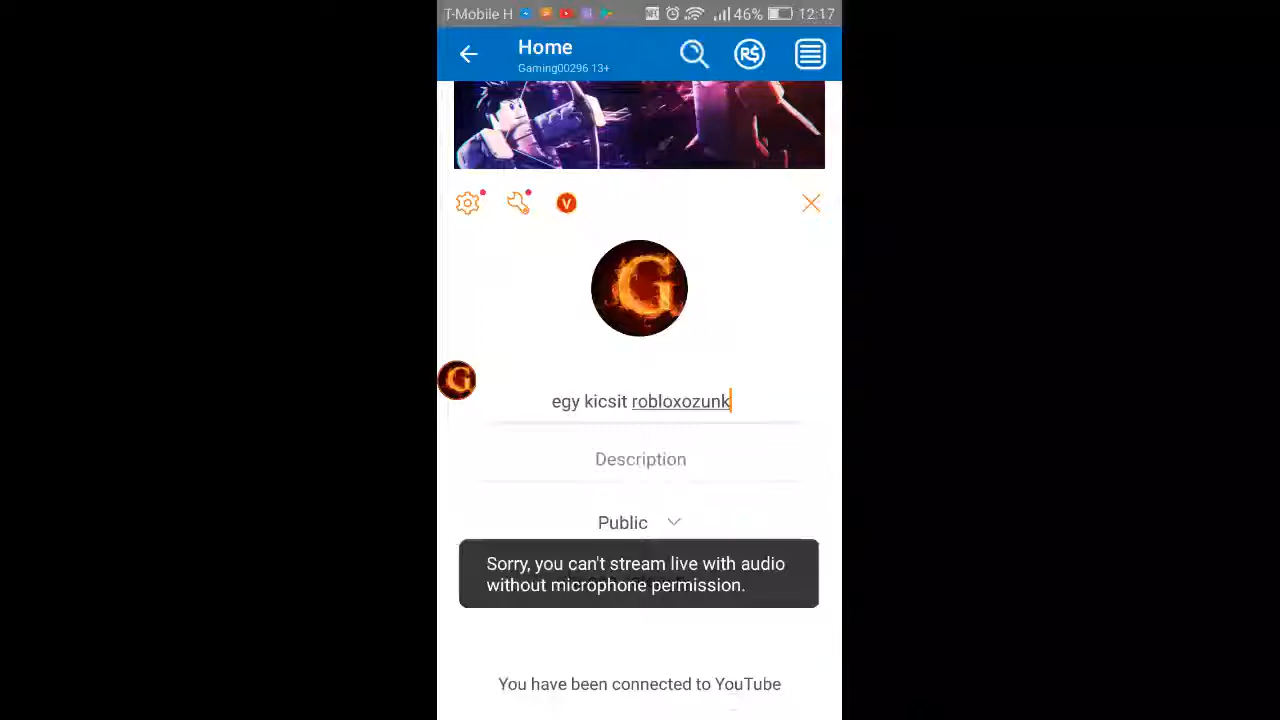 T-Mobile H 46% 12:17
Home
Gaming00296 13+
R$
V
G
G
egy kicsit robloxozunk
Description
Public
Sorry, you can't stream live with audio
without microphone permission.
You have been connected to YouTube